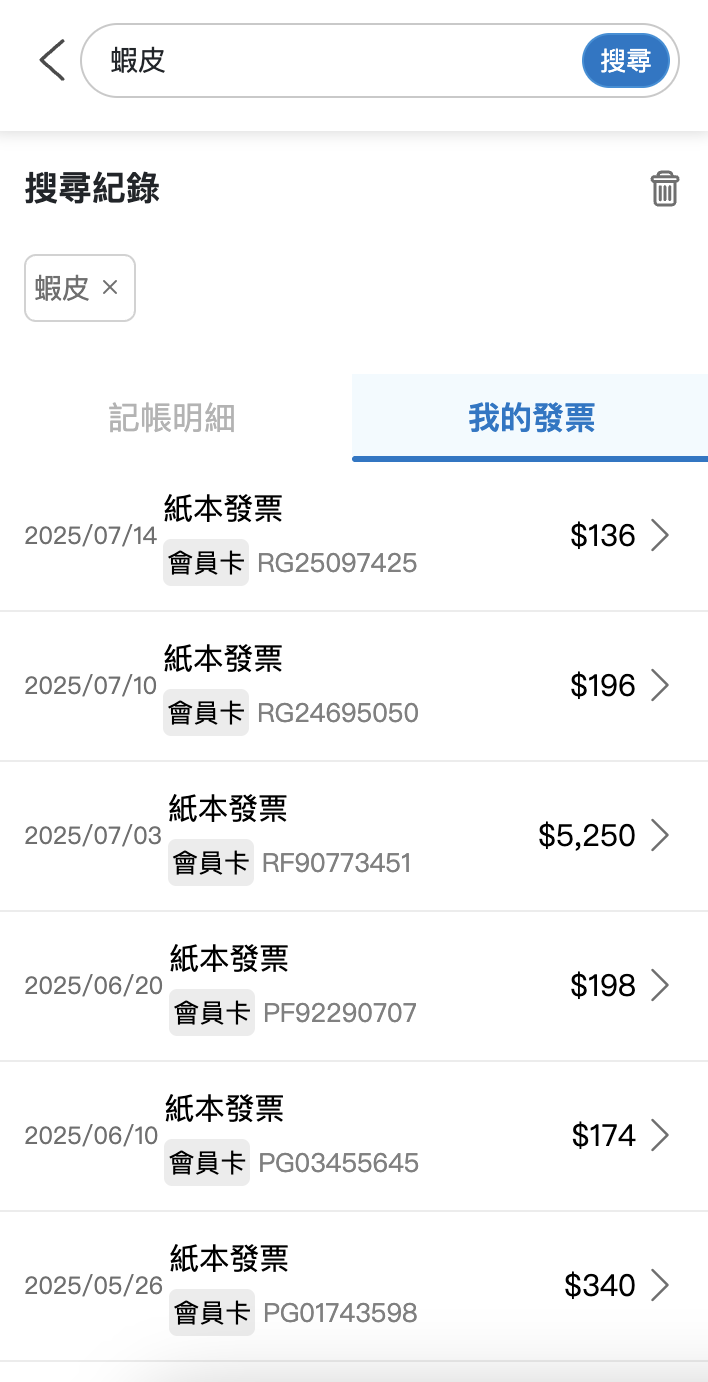 蝦皮 搜尋
搜尋紀錄
蝦皮 ×
記帳明細 我的發票
紙本發票
2025/07/14 $136
會員卡 RG25097425
紙本發票
2025/07/10 $196
會員卡 RG24695050
紙本發票
2025/07/03 $5,250
會員卡 RF90773451
紙本發票
2025/06/20 $198
會員卡 PF92290707
紙本發票
2025/06/10 $174
會員卡 PG03455645
紙本發票
2025/05/26 $340
會員卡 PG01743598